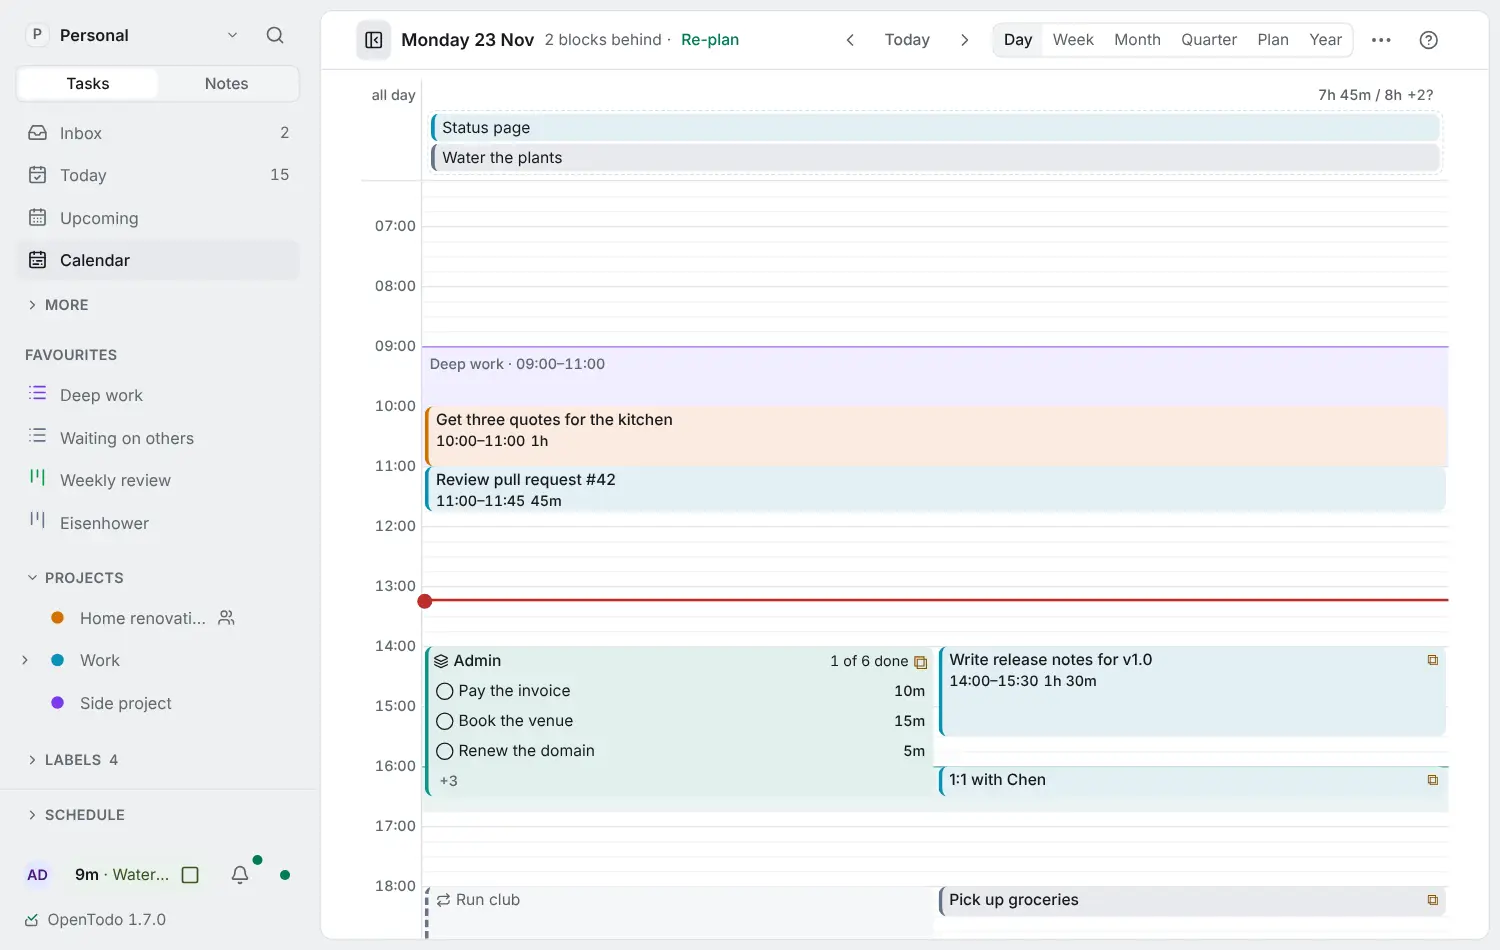 P Personal
Tasks Notes
Inbox 2
Today 15
Upcoming
Calendar
MORE
FAVOURITES
Deep work
Waiting on others
Weekly review
Eisenhower
PROJECTS
Home renovati...
Work
Side project
LABELS 4
SCHEDULE
AD 9m · Water...
OpenTodo 1.7.0
Monday 23 Nov 2 blocks behind · Re-plan
Today
Day Week Month Quarter Plan Year
all day 7h 45m / 8h +2?
Status page
Water the plants
07:00
08:00
09:00
Deep work · 09:00–11:00
10:00
Get three quotes for the kitchen
10:00–11:00 1h
11:00
Review pull request #42
11:00–11:45 45m
12:00
13:00
14:00
Admin 1 of 6 done
Pay the invoice 10m
Book the venue 15m
Renew the domain 5m
+3
Write release notes for v1.0
14:00–15:30 1h 30m
15:00
16:00
1:1 with Chen
17:00
18:00
Run club
Pick up groceries